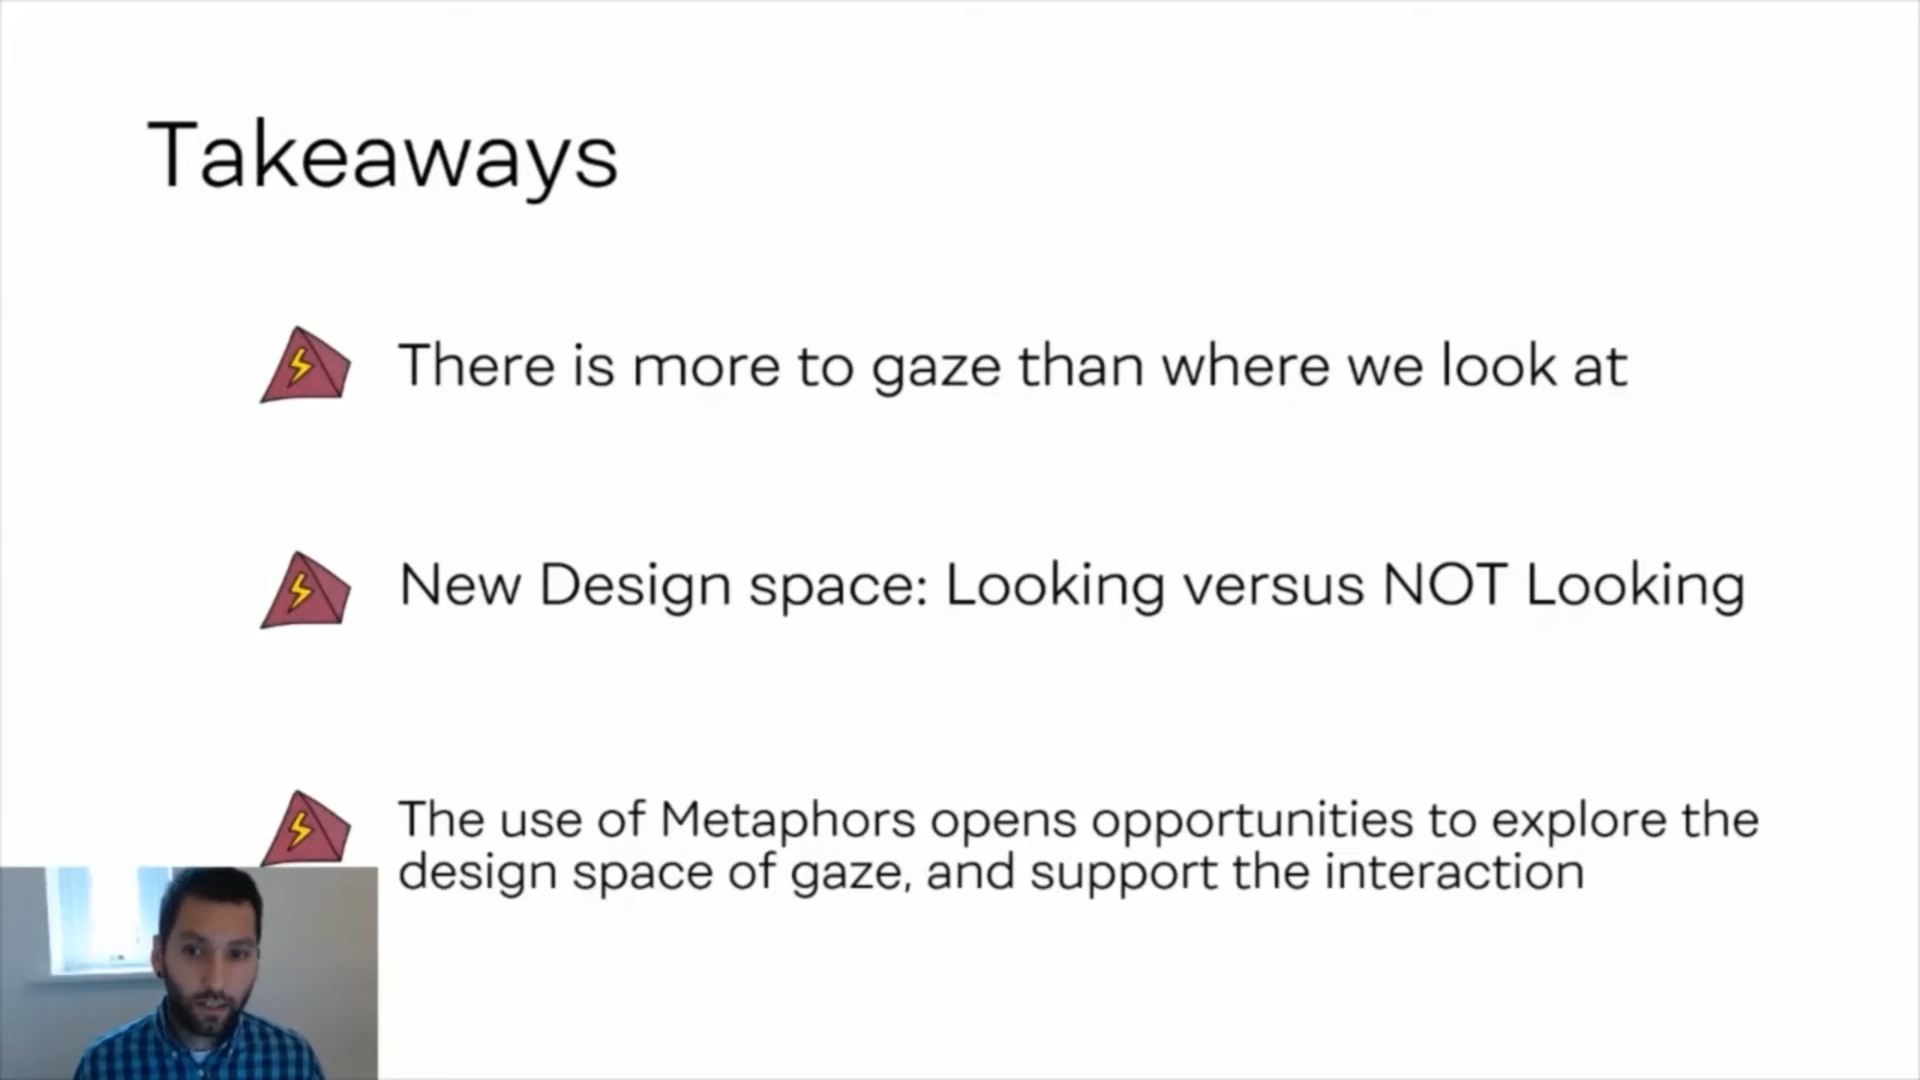 Takeaways
There is more to gaze than where we look at
New Design space: Looking versus NOT Looking
The use of Metaphors opens opportunities to explore the
design space of gaze, and support the interaction